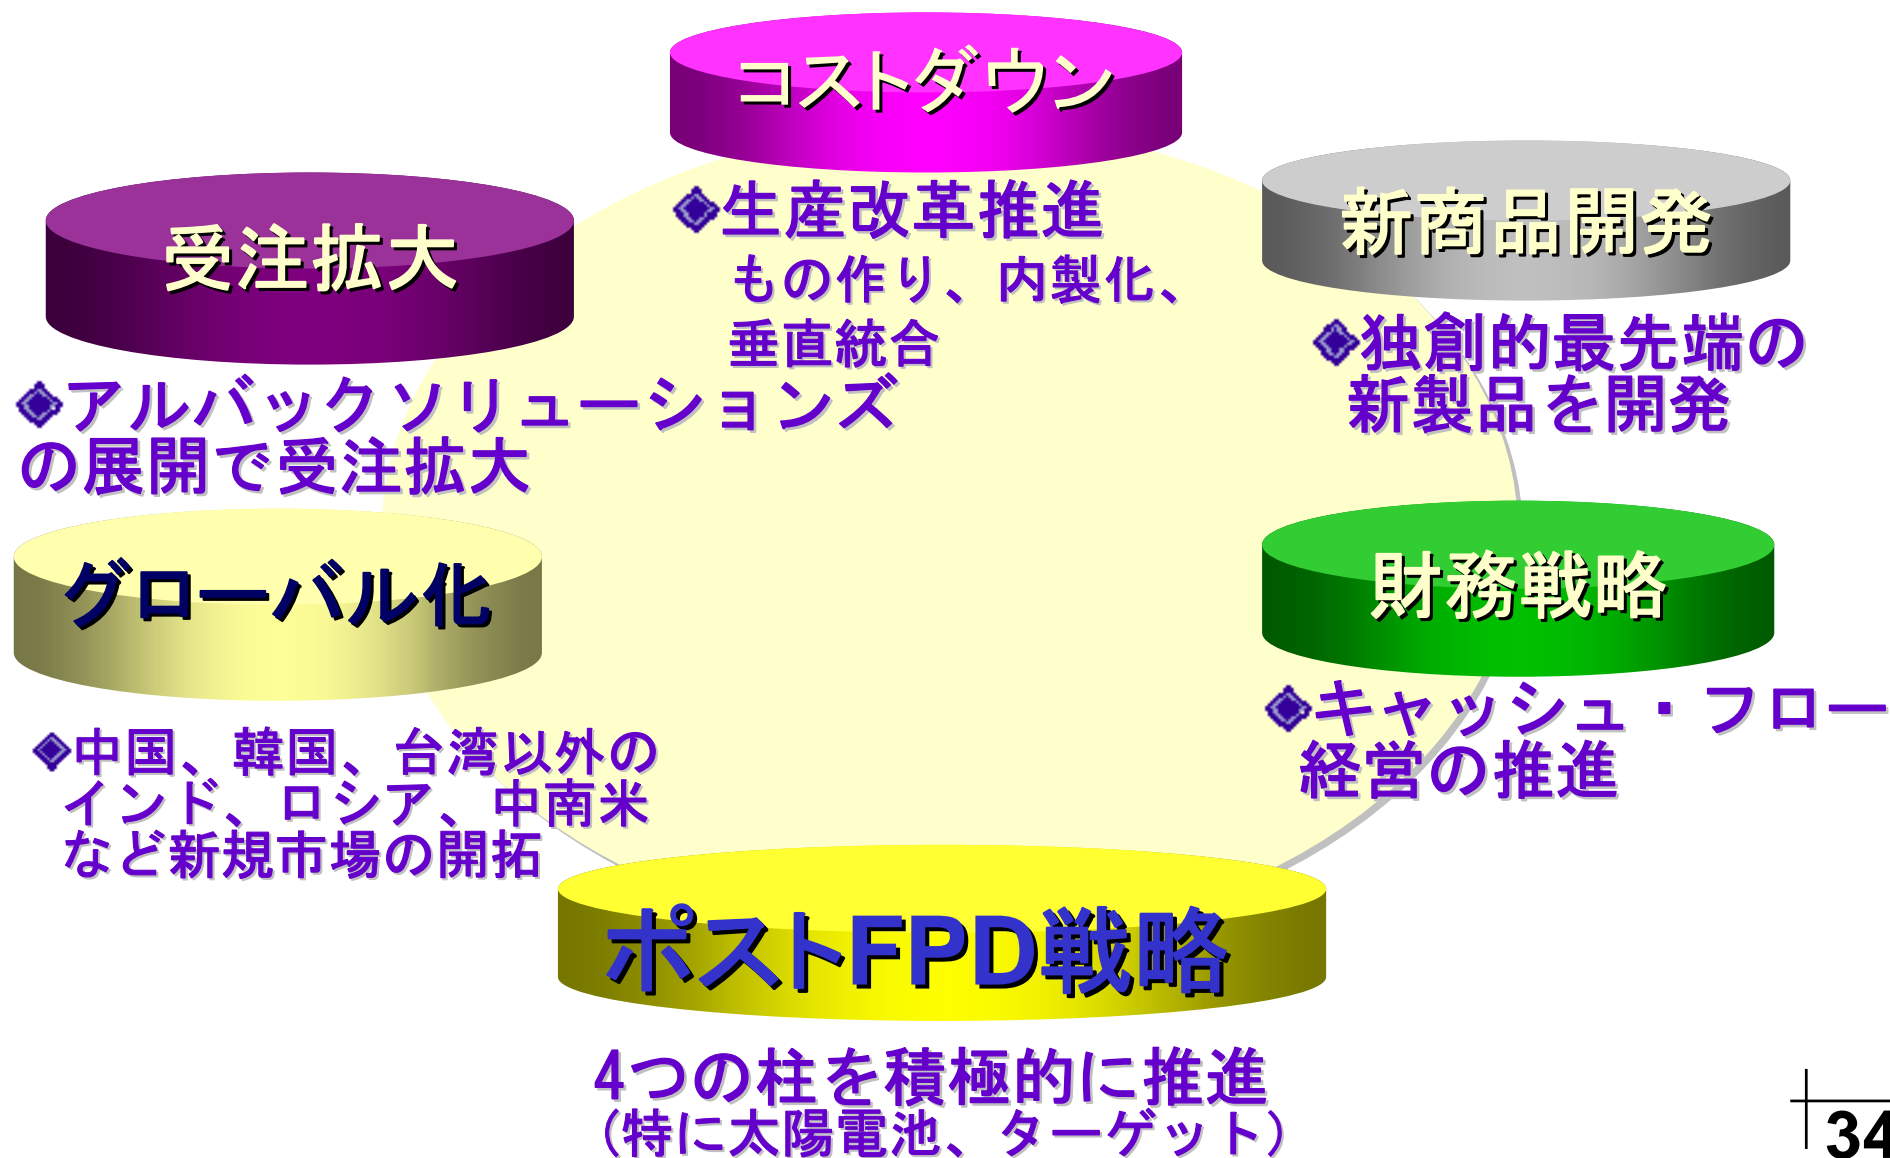 コストダウン
◆生産改革推進
もの作り、内製化、
垂直統合
新商品開発
◆独創的最先端の
新製品を開発
受注拡大
◆アルバックソリューションズ
の展開で受注拡大
グローバル化
◆中国、韓国、台湾以外の
インド、ロシア、中南米
など新規市場の開拓
財務戦略
◆キャッシュ・フロー
経営の推進
ポストFPD戦略
4つの柱を積極的に推進
（特に太陽電池、ターゲット）
34